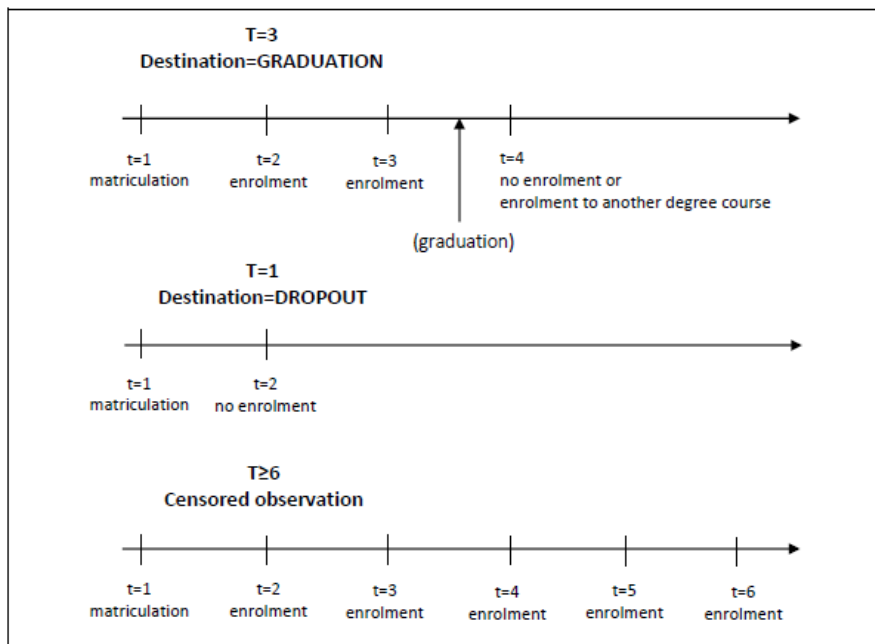 T=3
Destination=GRADUATION
t=1 t=2 t=3 t=4
matriculation enrolment enrolment no enrolment or
enrolment to another degree course
(graduation)
T=1
Destination=DROPOUT
t=1 t=2
matriculation no enrolment
T≥6
Censored observation
t=1 t=2 t=3 t=4 t=5 t=6
matriculation enrolment enrolment enrolment enrolment enrolment